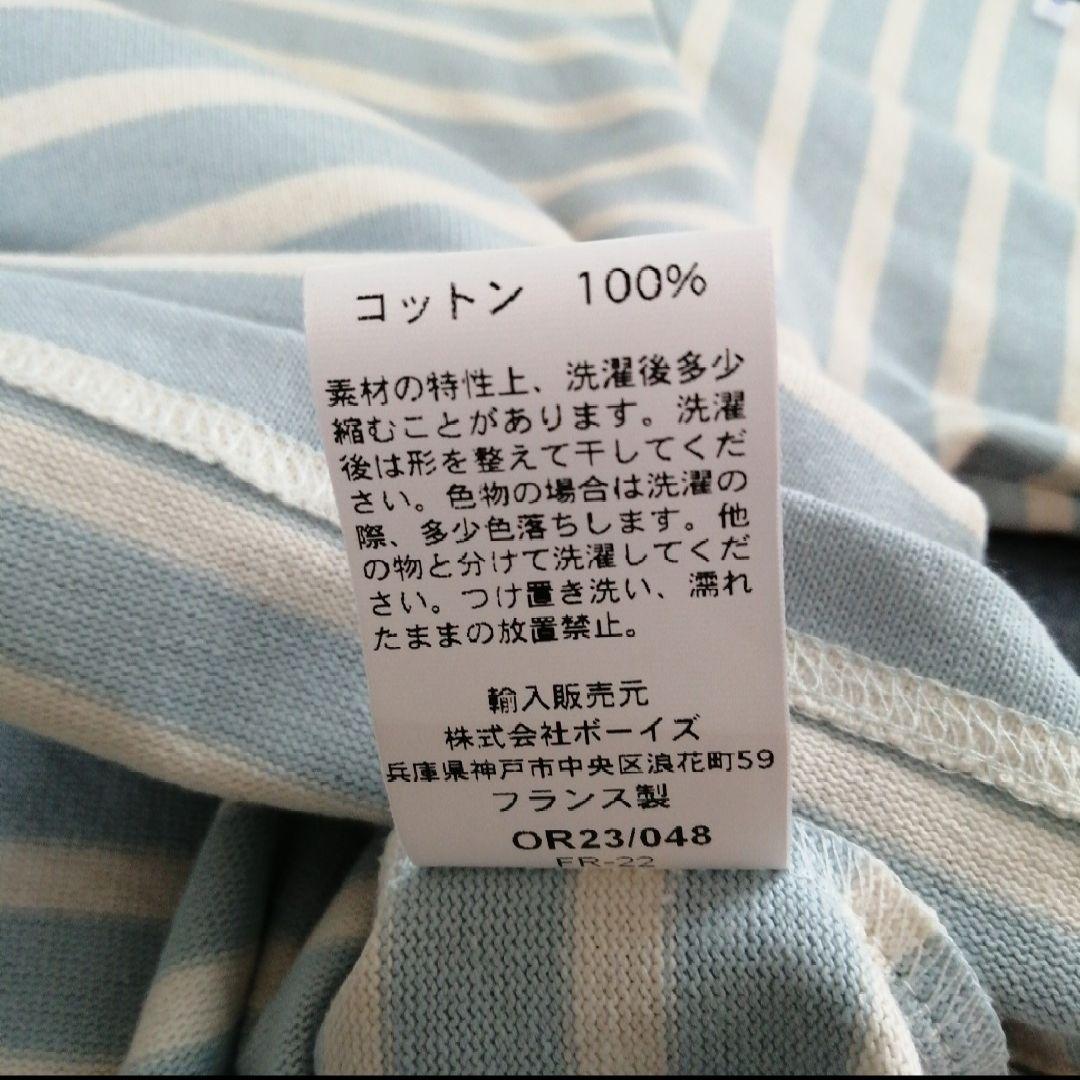 コットン 100%
素材の特性上、洗濯後多少
縮むことがあります。洗濯
後は形を整えて干してくだ
さい。色物の場合は洗濯の
際、多少色落ちします。他
の物と分けて洗濯してくだ
さい。つけ置き洗い、濡れ
たままの放置禁止。
輸入販売元
株式会社ボーイズ
兵庫県神戸市中央区浪花町59
フランス製
OR23/048
FR-22